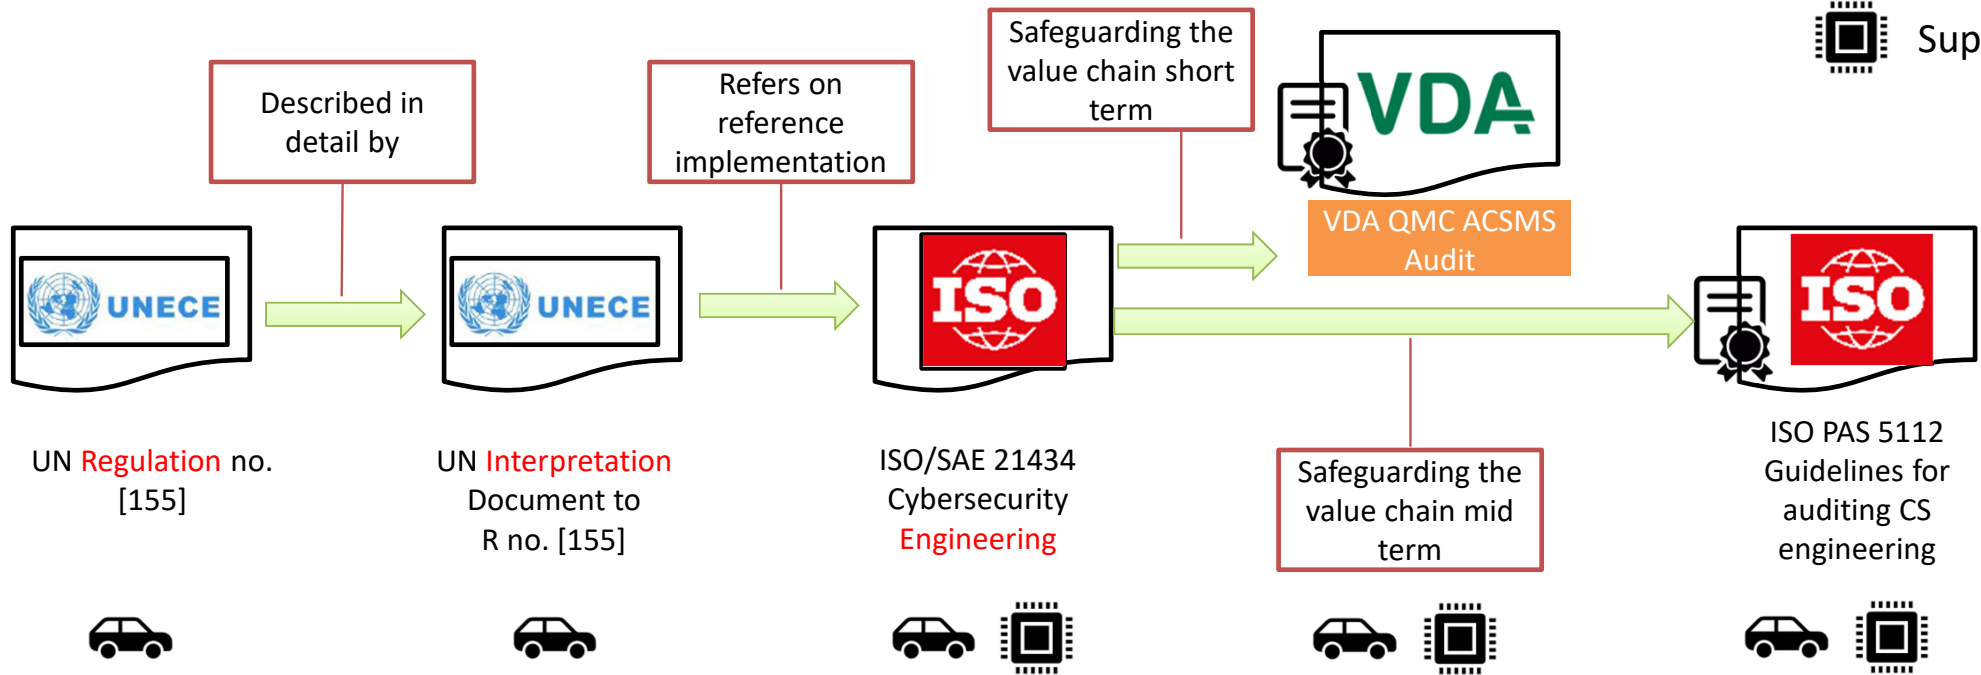 Sup
Described in
detail by
Refers on
reference
implementation
Safeguarding the
value chain short
term
VDA
VDA QMC ACSMS
Audit
UNECE
UNECE
ISO
ISO
UN Regulation no.
[155]
UN Interpretation
Document to
R no. [155]
ISO/SAE 21434
Cybersecurity
Engineering
Safeguarding the
value chain mid
term
ISO PAS 5112
Guidelines for
auditing CS
engineering